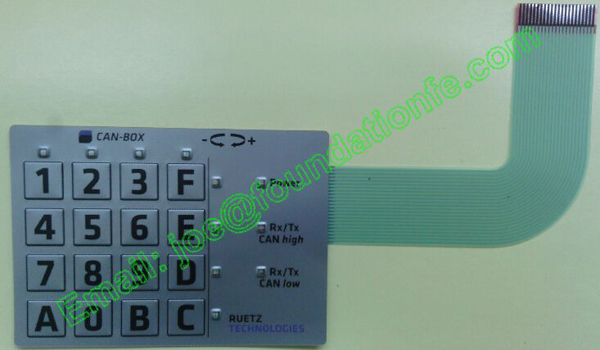 CAN-BOX
- +
1 2 3 F
Power
4 5 6 E
Rx/Tx
CAN high
7 8 9 D
Rx/Tx
CAN low
A 0 B C
RUETZ
TECHNOLOGIES
Email: joe@foundationfe.com